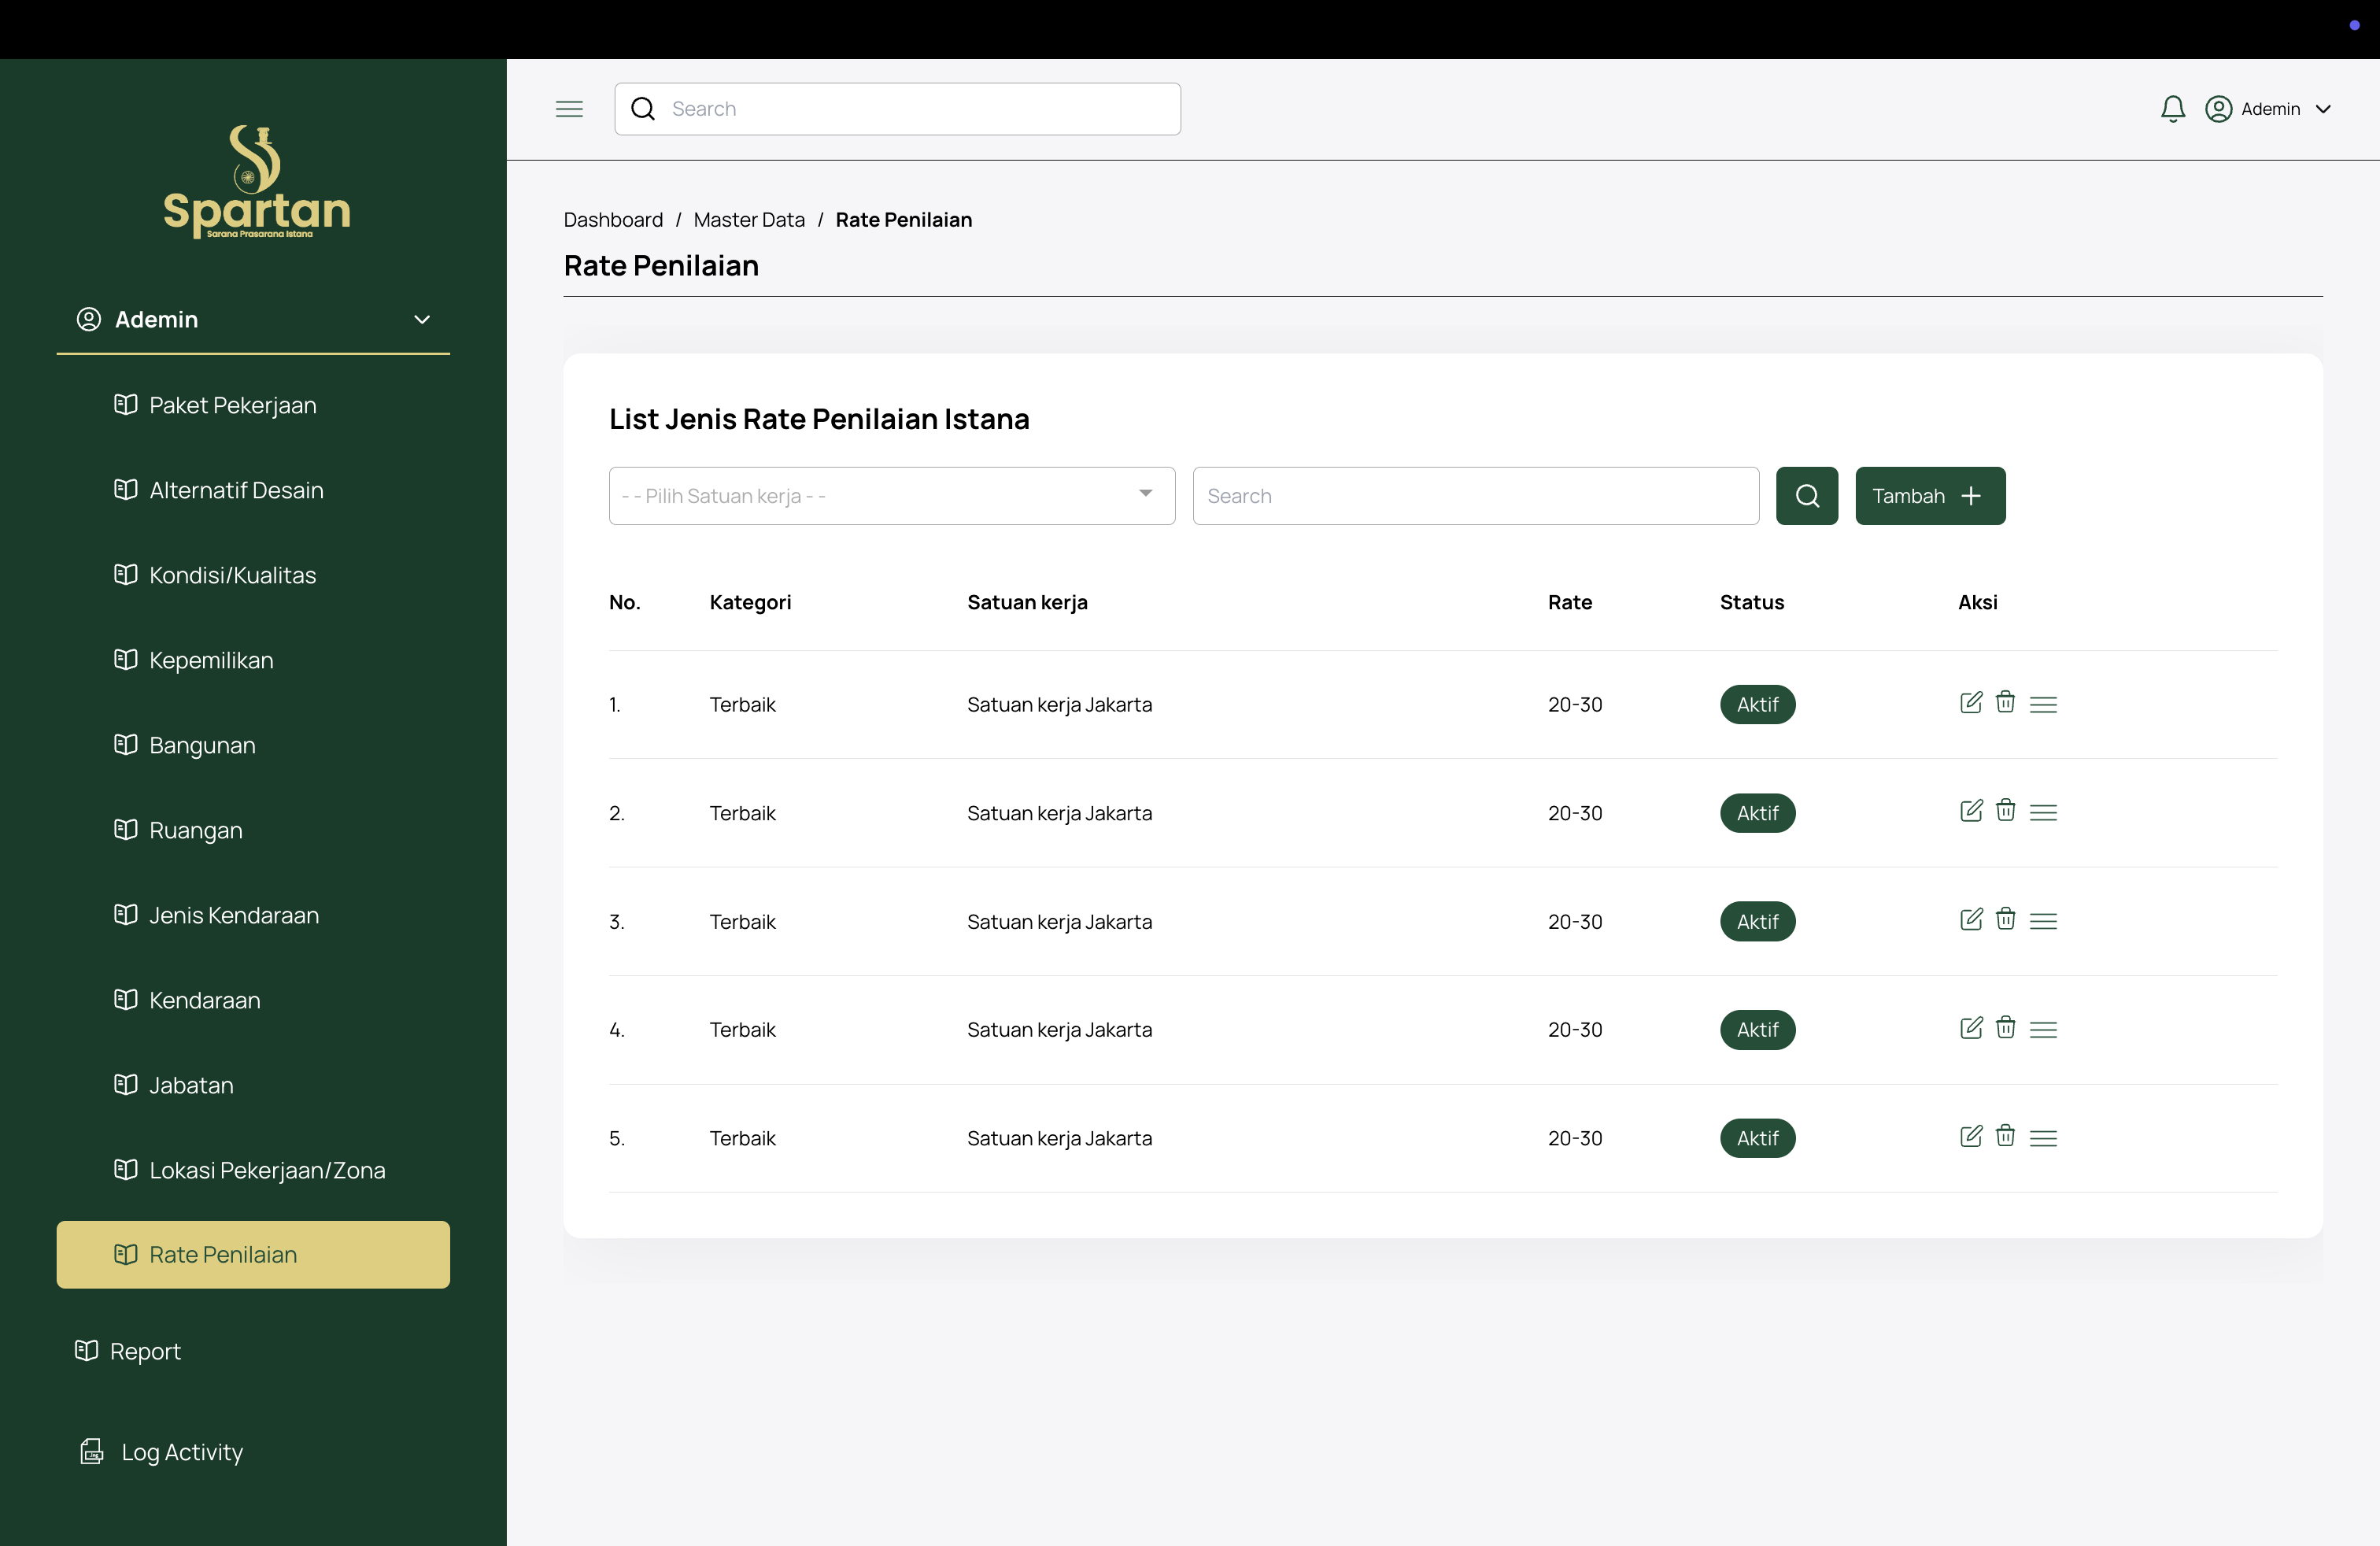 Spartan
Sarana Prasarana Istana
Ademin
Paket Pekerjaan
Alternatif Desain
Kondisi/Kualitas
Kepemilikan
Bangunan
Ruangan
Jenis Kendaraan
Kendaraan
Jabatan
Lokasi Pekerjaan/Zona
Rate Penilaian
Report
Log Activity
Search
Ademin
Dashboard / Master Data / Rate Penilaian
Rate Penilaian
List Jenis Rate Penilaian Istana
- - Pilih Satuan kerja - -
Search
Tambah
No. Kategori Satuan kerja Rate Status Aksi
1. Terbaik Satuan kerja Jakarta 20-30 Aktif
2. Terbaik Satuan kerja Jakarta 20-30 Aktif
3. Terbaik Satuan kerja Jakarta 20-30 Aktif
4. Terbaik Satuan kerja Jakarta 20-30 Aktif
5. Terbaik Satuan kerja Jakarta 20-30 Aktif